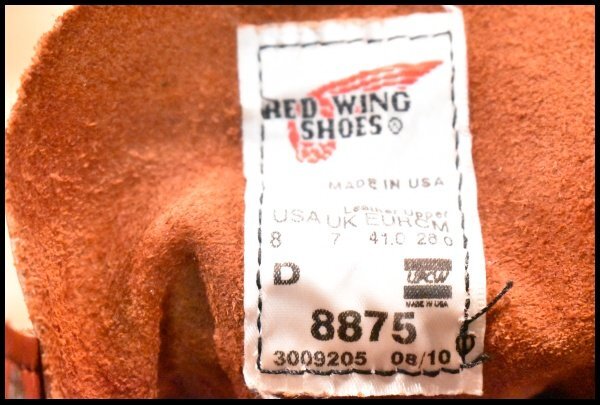 RED WING
SHOES®
MADE IN USA
Leather Upper
USA UK EUR CM
8 7 41.0 26.0
D
UFCW
MADE IN USA
8875
3009205 08/10